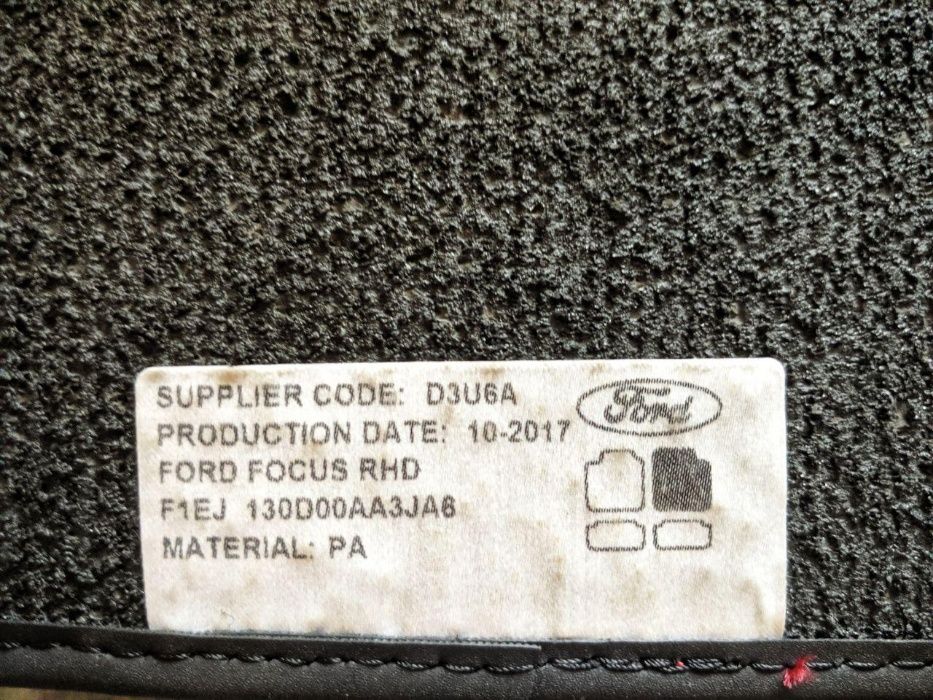 SUPPLIER CODE: D3U6A
Ford
PRODUCTION DATE: 10-2017
FORD FOCUS RHD
F1EJ 130D00AA3JA6
MATERIAL: PA